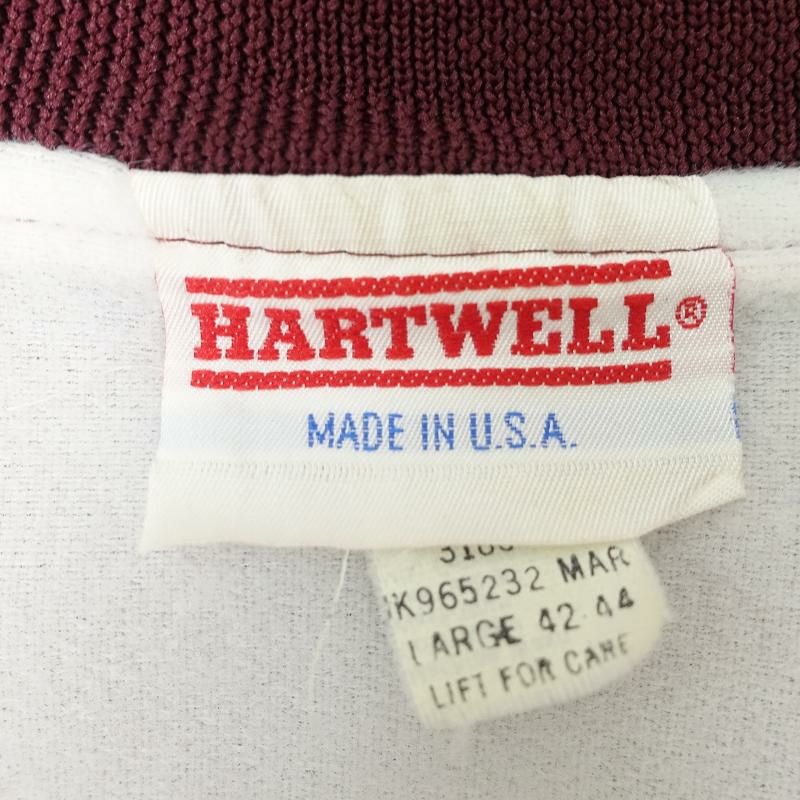 HARTWELL®
MADE IN U.S.A.
K965232 MAR
LARGE 42-44
LIFT FOR CARE